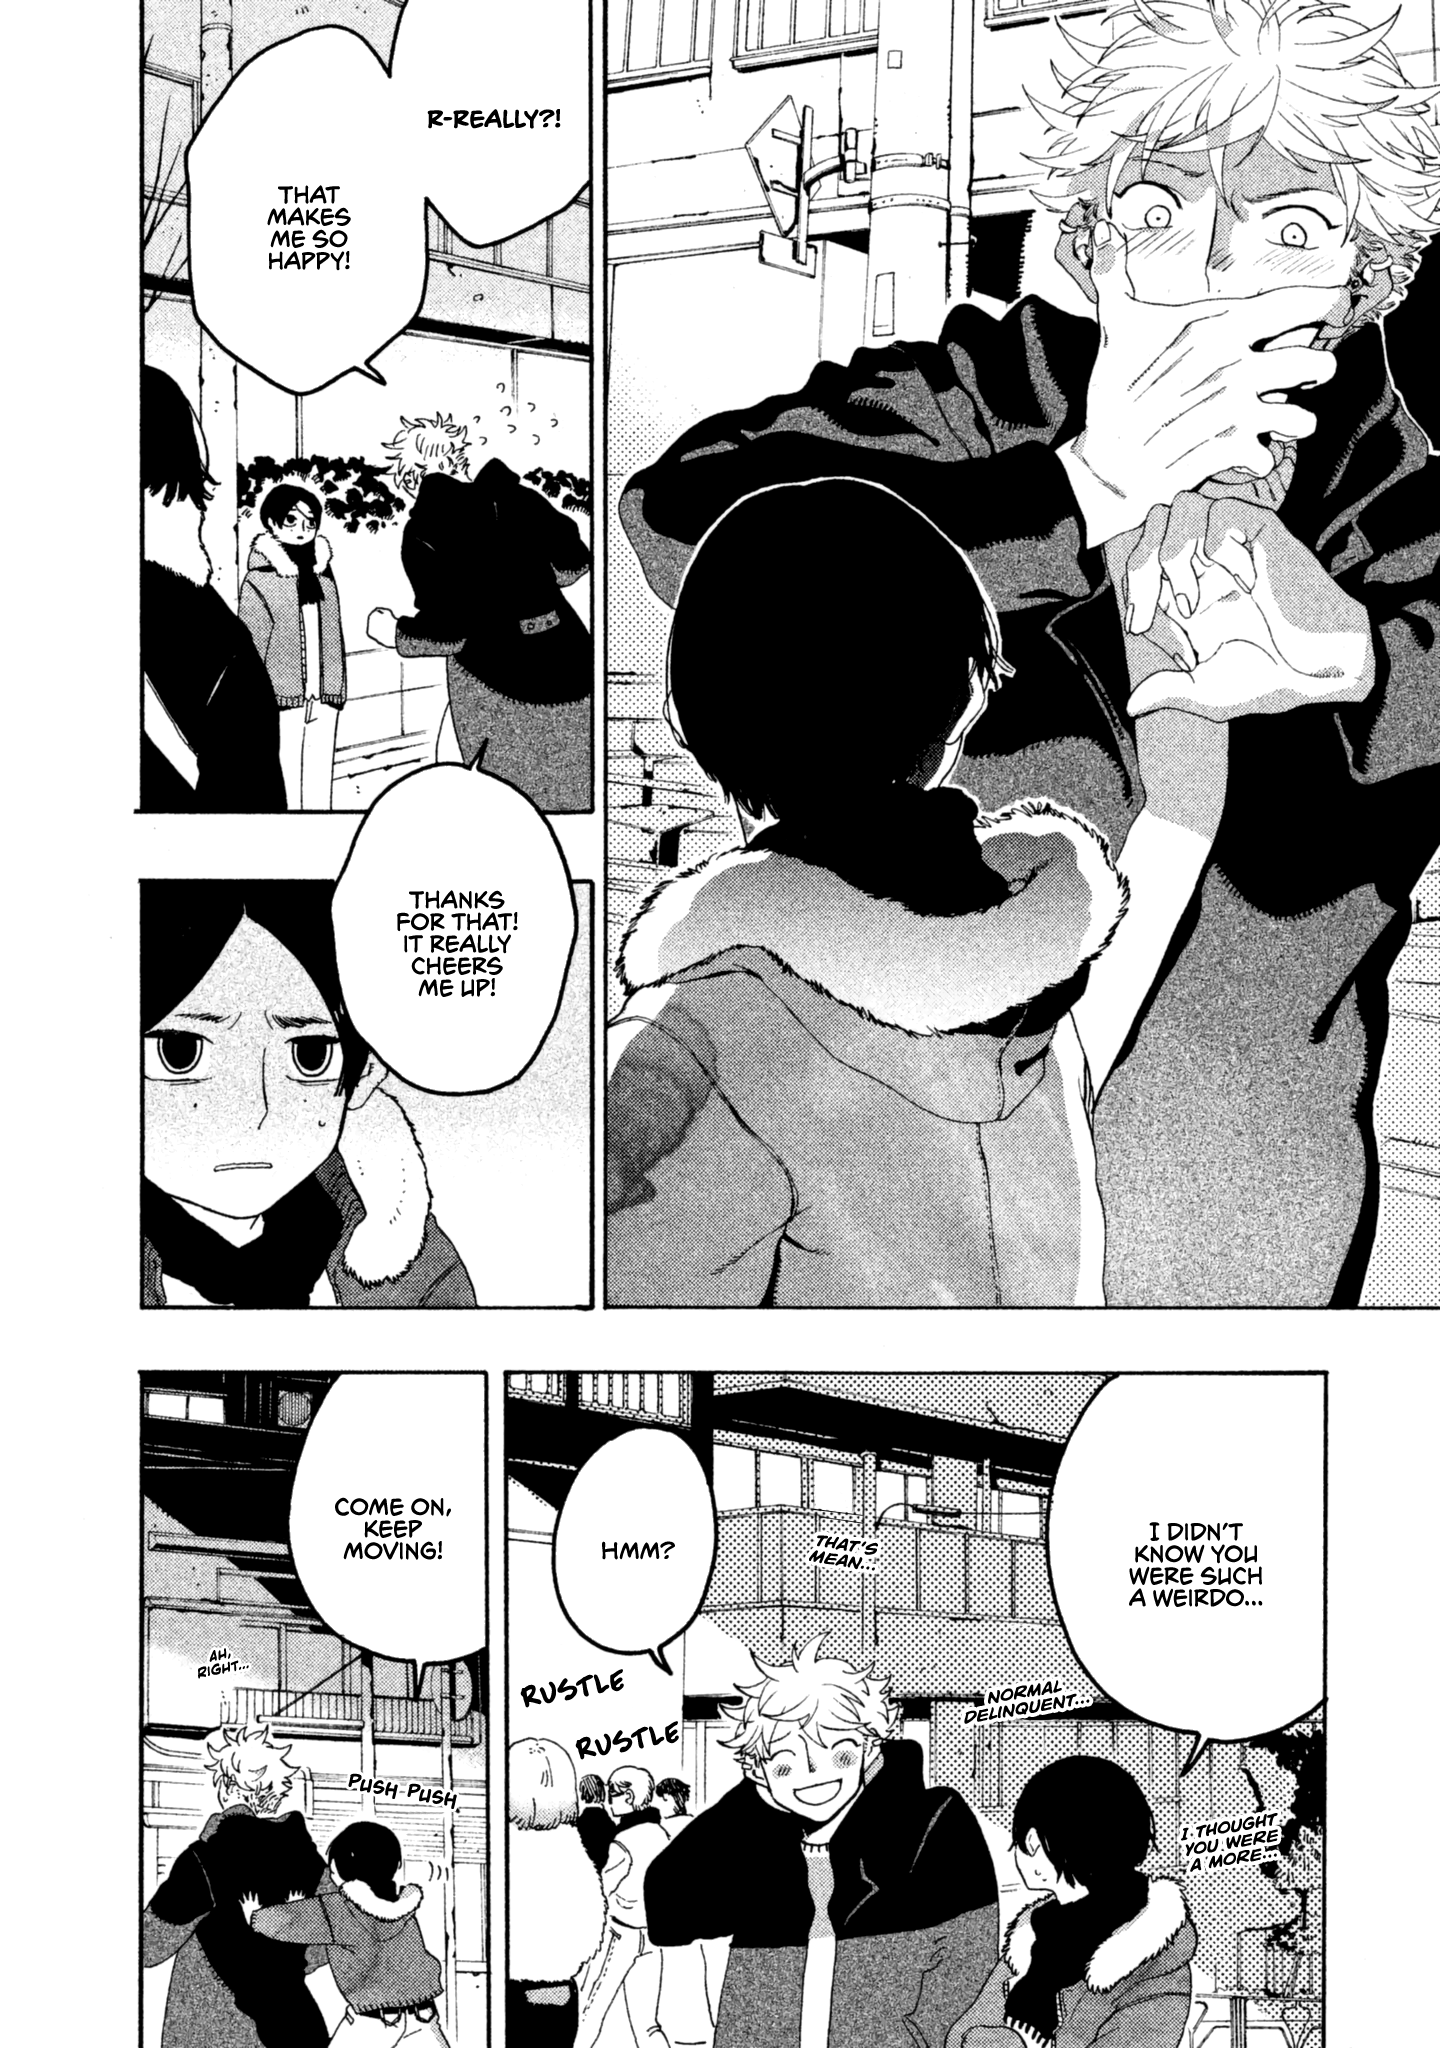 R-REALLY?!
THAT
MAKES
ME SO
HAPPY!
THANKS
FOR THAT!
IT REALLY
CHEERS
ME UP!
I DIDN'T
KNOW YOU
WERE SUCH
A WEIRDO...
I THOUGHT
YOU WERE
A MORE...
NORMAL
DELINQUENT...
THAT'S
MEAN...
HMM?
RUSTLE
RUSTLE
COME ON,
KEEP
MOVING!
AH,
RIGHT...
PUSH PUSH